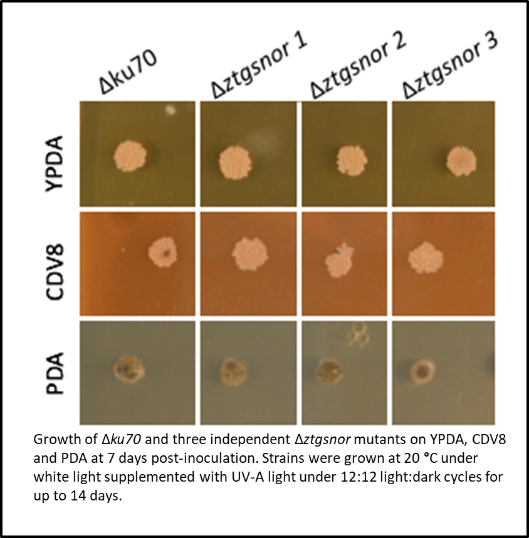 Δku70 Δztgsnor 1 Δztgsnor 2 Δztgsnor 3
YPDA
CDV8
PDA
Growth of Δku70 and three independent Δztgsnor mutants on YPDA, CDV8
and PDA at 7 days post-inoculation. Strains were grown at 20 °C under
white light supplemented with UV-A light under 12:12 light:dark cycles for
up to 14 days.